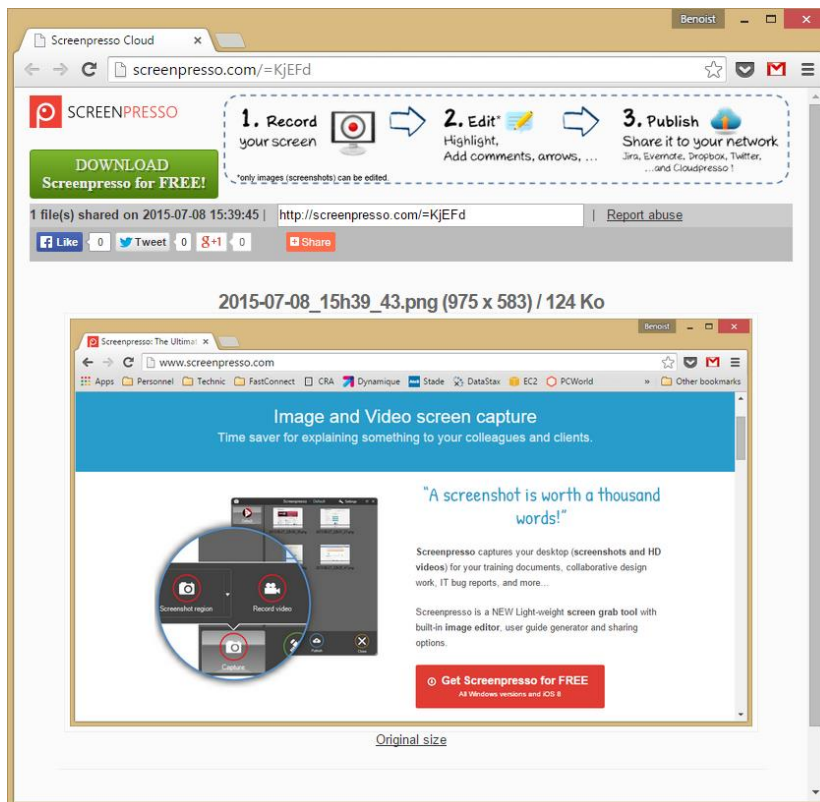 Benoist
Screenpresso Cloud
screenpresso.com/=KjEFd
SCREENPRESSO
DOWNLOAD
Screenpresso for FREE!
1. Record
your screen
2. Edit*
Highlight,
Add comments, arrows, ...
3. Publish
Share it to your network
Jira, Evernote, Dropbox, Twitter,
...and Cloudpresso !
*only images (screenshots) can be edited.
1 file(s) shared on 2015-07-08 15:39:45 | http://screenpresso.com/=KjEFd | Report abuse
Like 0 Tweet 0 g+1 0 Share
2015-07-08_15h39_43.png (975 x 583) / 124 Ko
Benoist
Screenpresso: The Ultimat
www.screenpresso.com
Apps Personnel Technic FastConnect CRA Dynamique Stade DataStax EC2 PCWorld » Other bookmarks
Image and Video screen capture
Time saver for explaining something to your colleagues and clients.
"A screenshot is worth a thousand
words!"
Screenpresso captures your desktop (screenshots and HD
videos) for your training documents, collaborative design
work, IT bug reports, and more...
Screenpresso is a NEW Light-weight screen grab tool with
built-in image editor, user guide generator and sharing
options.
Screenshot region
Record video
Capture
Publish
Close
Get Screenpresso for FREE
All Windows versions and iOS 8
Original size